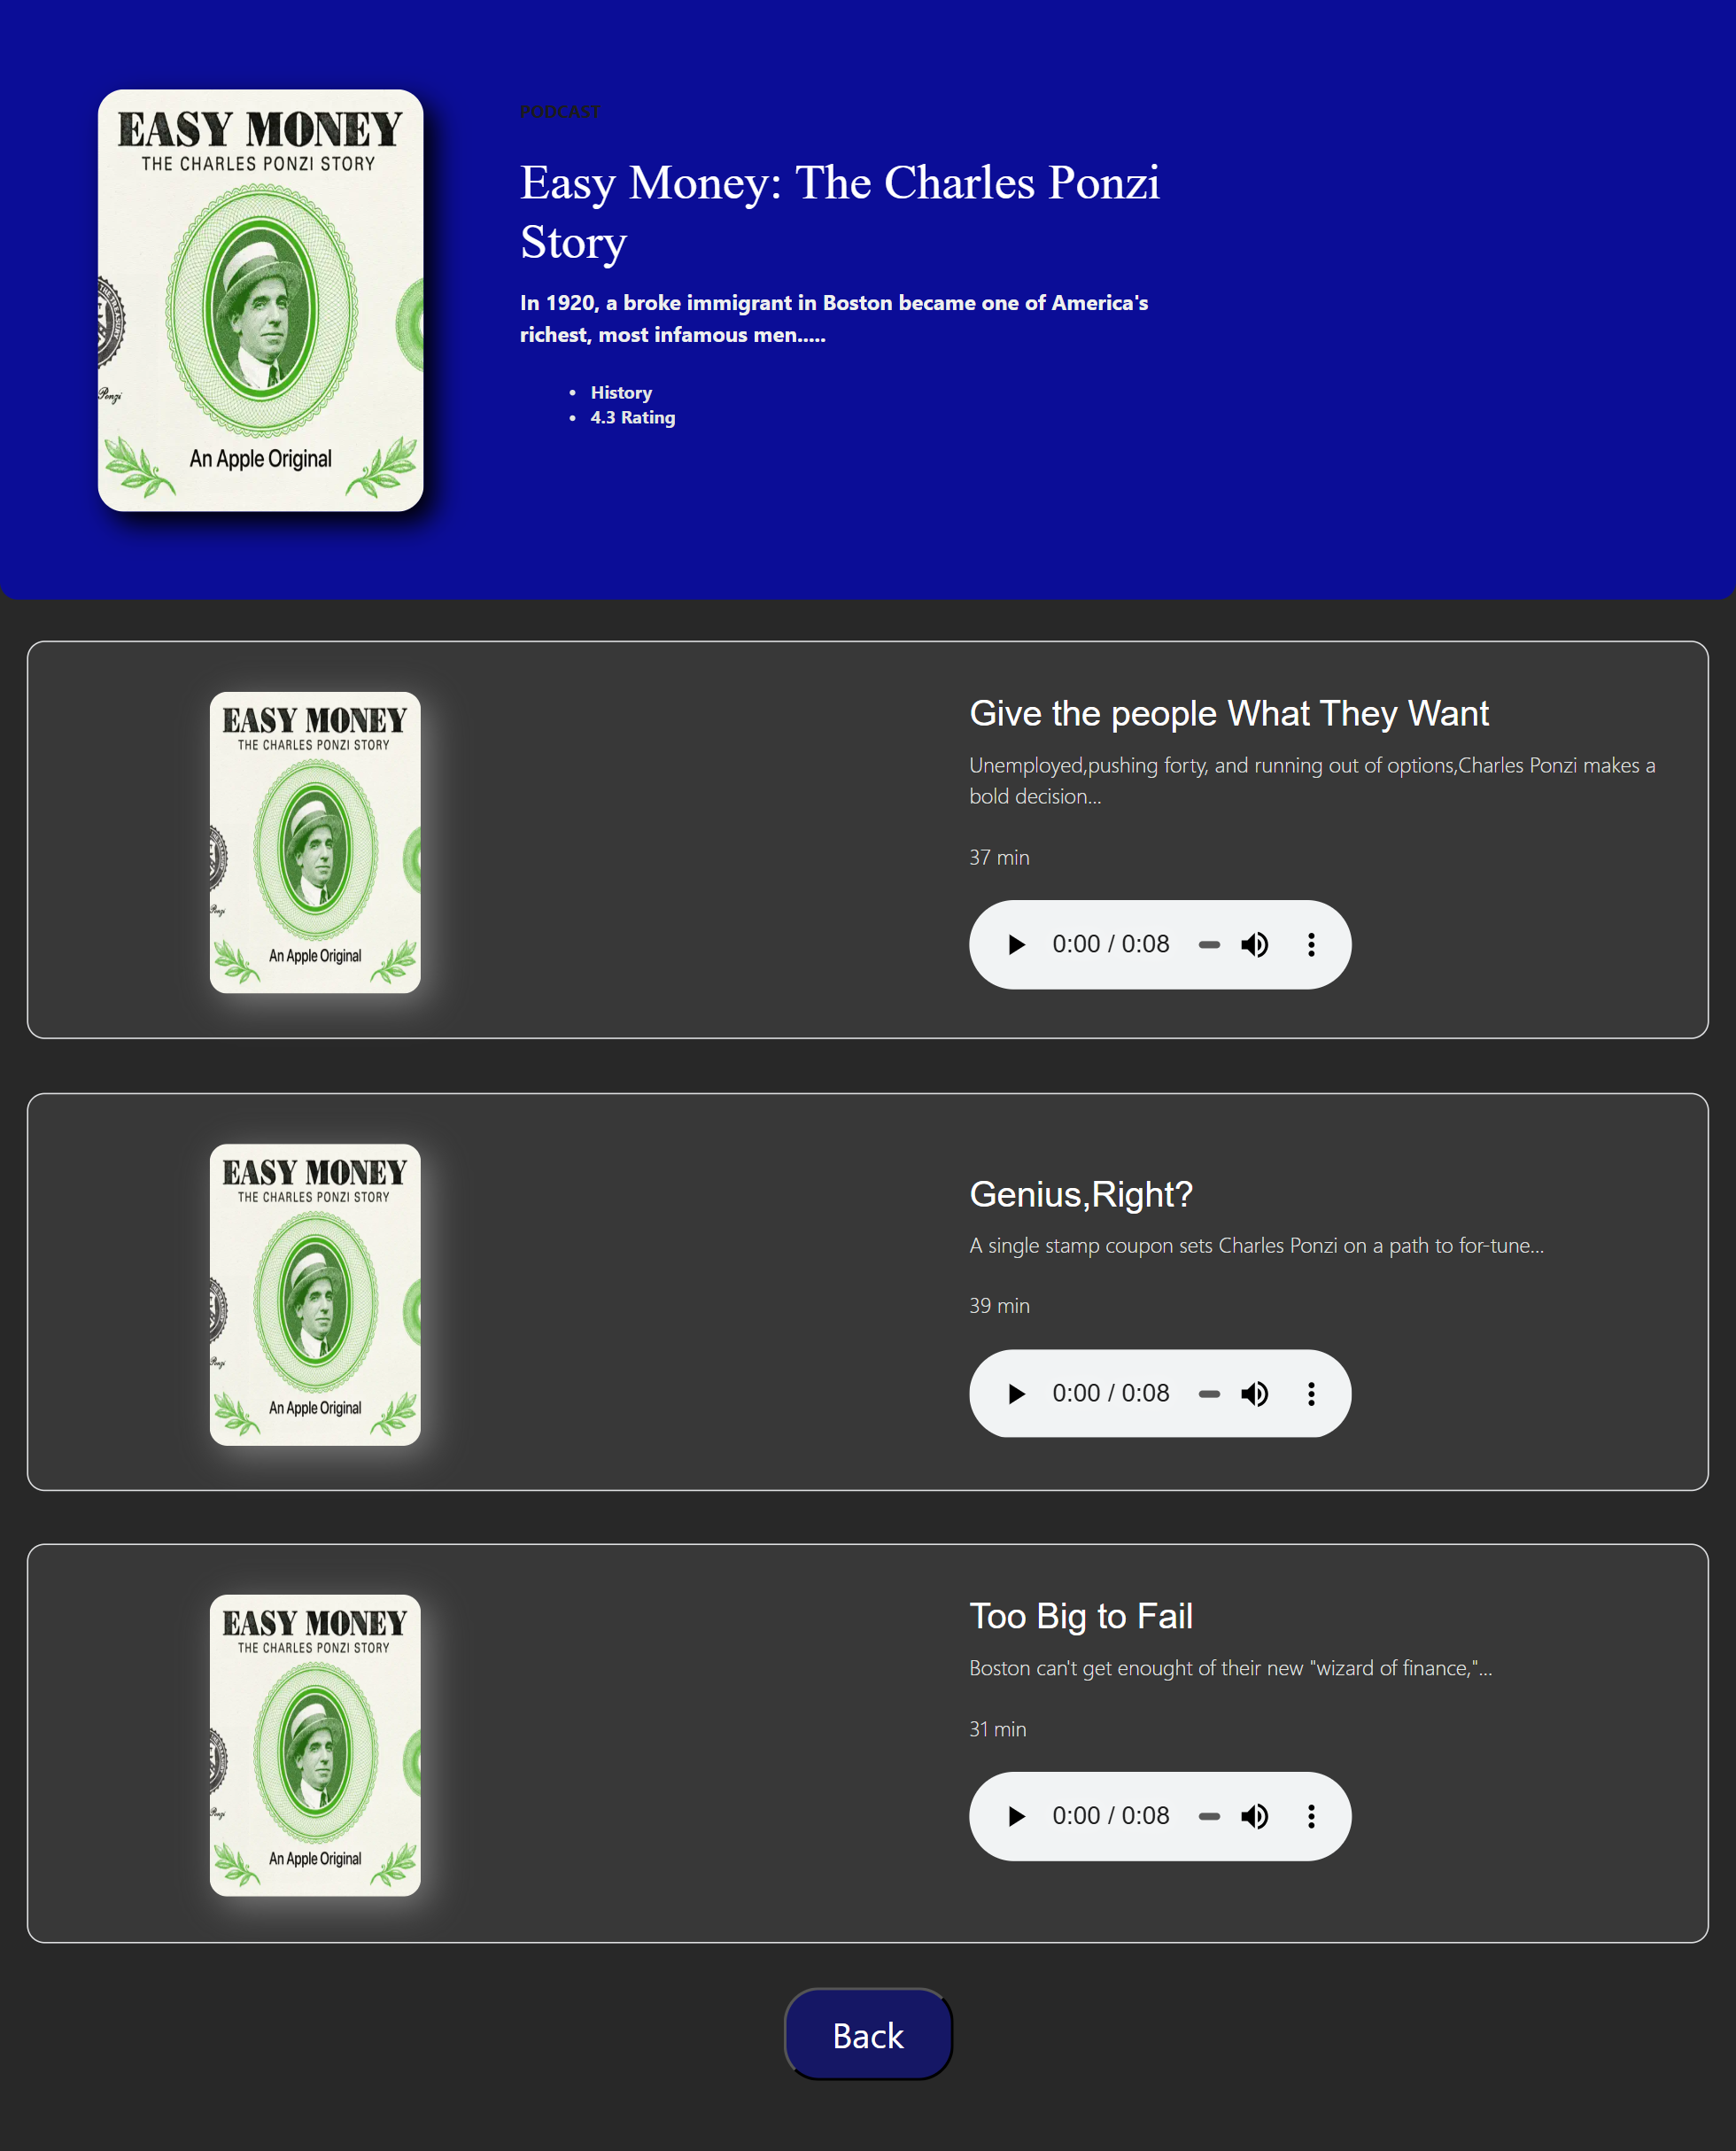 EASY MONEY
THE CHARLES PONZI STORY
Ponzi
An Apple Original
PODCAST
Easy Money: The Charles Ponzi
Story
In 1920, a broke immigrant in Boston became one of America's
richest, most infamous men.....
• History
• 4.3 Rating
EASY MONEY
THE CHARLES PONZI STORY
Ponzi
An Apple Original
Give the people What They Want
Unemployed,pushing forty, and running out of options,Charles Ponzi makes a
bold decision...
37 min
0:00 / 0:08
EASY MONEY
THE CHARLES PONZI STORY
Ponzi
An Apple Original
Genius,Right?
A single stamp coupon sets Charles Ponzi on a path to for-tune...
39 min
0:00 / 0:08
EASY MONEY
THE CHARLES PONZI STORY
Ponzi
An Apple Original
Too Big to Fail
Boston can't get enought of their new "wizard of finance,"...
31 min
0:00 / 0:08
Back